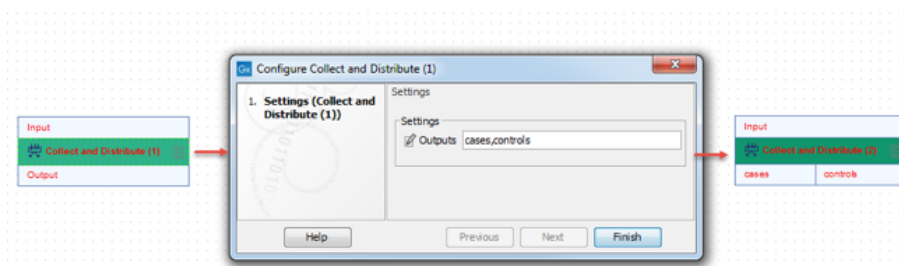 Gx Configure Collect and Distribute (1)
1. Settings (Collect and
Distribute (1))
Settings
Settings
Outputs cases,controls
Help Previous Next Finish
Input
Collect and Distribute (1)
Output
Input
Collect and Distribute (2)
cases controls